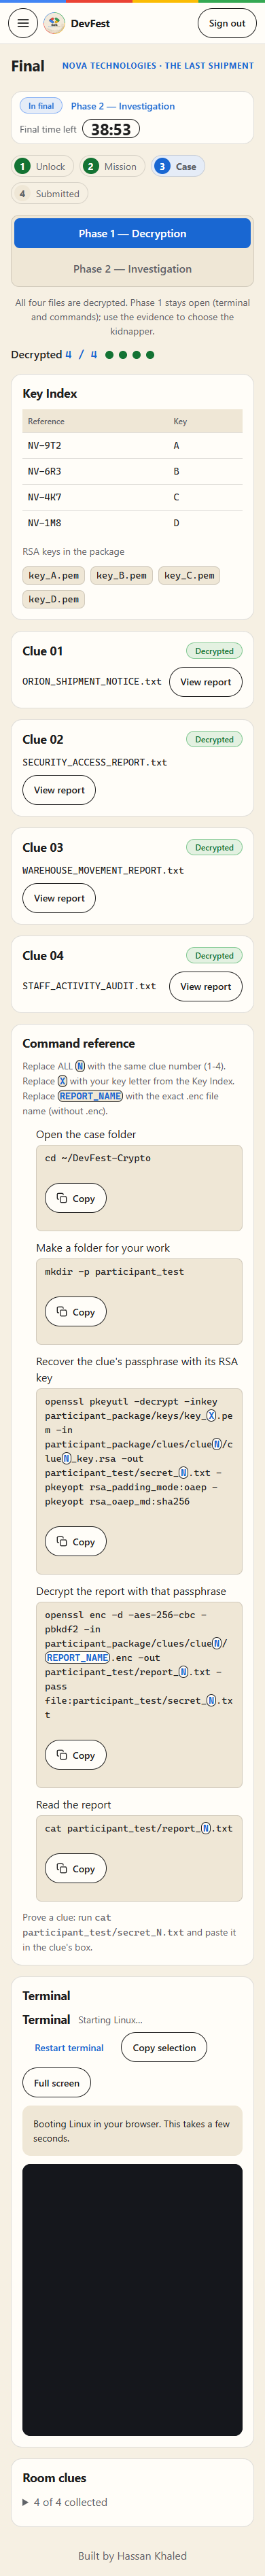 DevFest
Sign out
Final
NOVA TECHNOLOGIES · THE LAST SHIPMENT
In final
Phase 2 — Investigation
Final time left 38:53
1 Unlock
2 Mission
3 Case
4 Submitted
Phase 1 — Decryption
Phase 2 — Investigation
All four files are decrypted. Phase 1 stays open (terminal
and commands); use the evidence to choose the
kidnapper.
Decrypted 4 / 4
Key Index
Reference Key
NV-9T2 A
NV-6R3 B
NV-4K7 C
NV-1M8 D
RSA keys in the package
key_A.pem key_B.pem key_C.pem
key_D.pem
Clue 01
Decrypted
ORION_SHIPMENT_NOTICE.txt
View report
Clue 02
Decrypted
SECURITY_ACCESS_REPORT.txt
View report
Clue 03
Decrypted
WAREHOUSE_MOVEMENT_REPORT.txt
View report
Clue 04
Decrypted
STAFF_ACTIVITY_AUDIT.txt
View report
Command reference
Replace ALL N with the same clue number (1-4).
Replace X with your key letter from the Key Index.
Replace REPORT_NAME with the exact .enc file
name (without .enc).
Open the case folder
cd ~/DevFest-Crypto
Copy
Make a folder for your work
mkdir -p participant_test
Copy
Recover the clue's passphrase with its RSA
key
openssl pkeyutl -decrypt -inkey
participant_package/keys/key_X.pe
m -in
participant_package/clues/clueN/c
lueN_key.rsa -out
participant_test/secret_N.txt -
pkeyopt rsa_padding_mode:oaep -
pkeyopt rsa_oaep_md:sha256
Copy
Decrypt the report with that passphrase
openssl enc -d -aes-256-cbc -
pbkdf2 -in
participant_package/clues/clueN/
REPORT_NAME.enc -out
participant_test/report_N.txt -
pass
file:participant_test/secret_N.tx
t
Copy
Read the report
cat participant_test/report_N.txt
Copy
Prove a clue: run cat
participant_test/secret_N.txt and paste it
in the clue's box.
Terminal
Terminal Starting Linux...
Restart terminal
Copy selection
Full screen
Booting Linux in your browser. This takes a few
seconds.
Room clues
4 of 4 collected
Built by Hassan Khaled